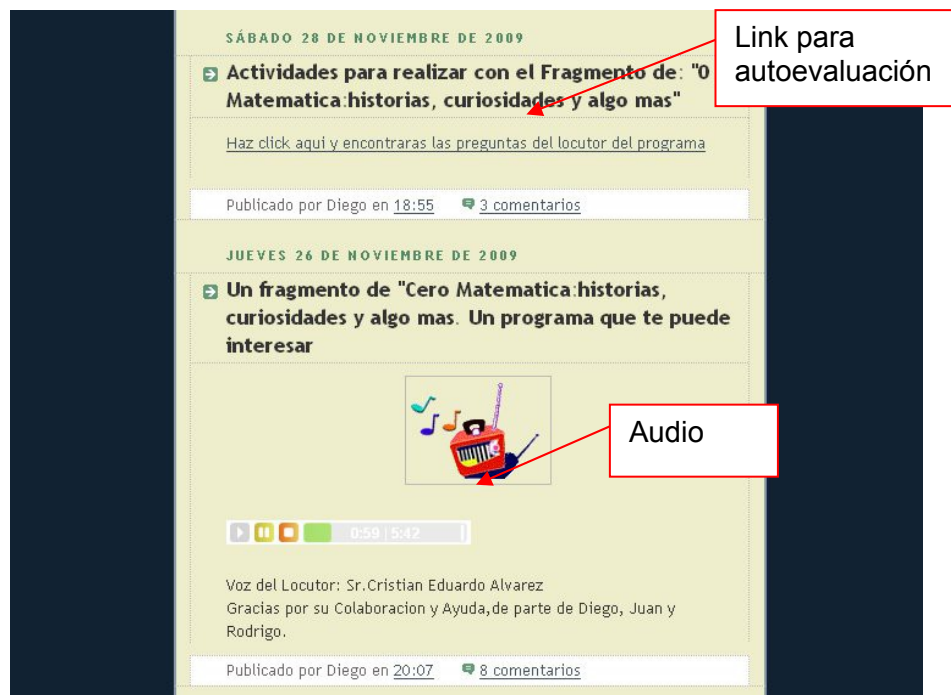 SÁBADO 28 DE NOVIEMBRE DE 2009
Link para
autoevaluación
Actividades para realizar con el Fragmento de: "0
Matematica:historias, curiosidades y algo mas"
Haz click aqui y encontraras las preguntas del locutor del programa
Publicado por Diego en 18:55 3 comentarios
JUEVES 26 DE NOVIEMBRE DE 2009
Un fragmento de "Cero Matematica:historias,
curiosidades y algo mas. Un programa que te puede
interesar
Audio
0:59 | 5:42
Voz del Locutor: Sr.Cristian Eduardo Alvarez
Gracias por su Colaboracion y Ayuda,de parte de Diego, Juan y
Rodrigo.
Publicado por Diego en 20:07 8 comentarios